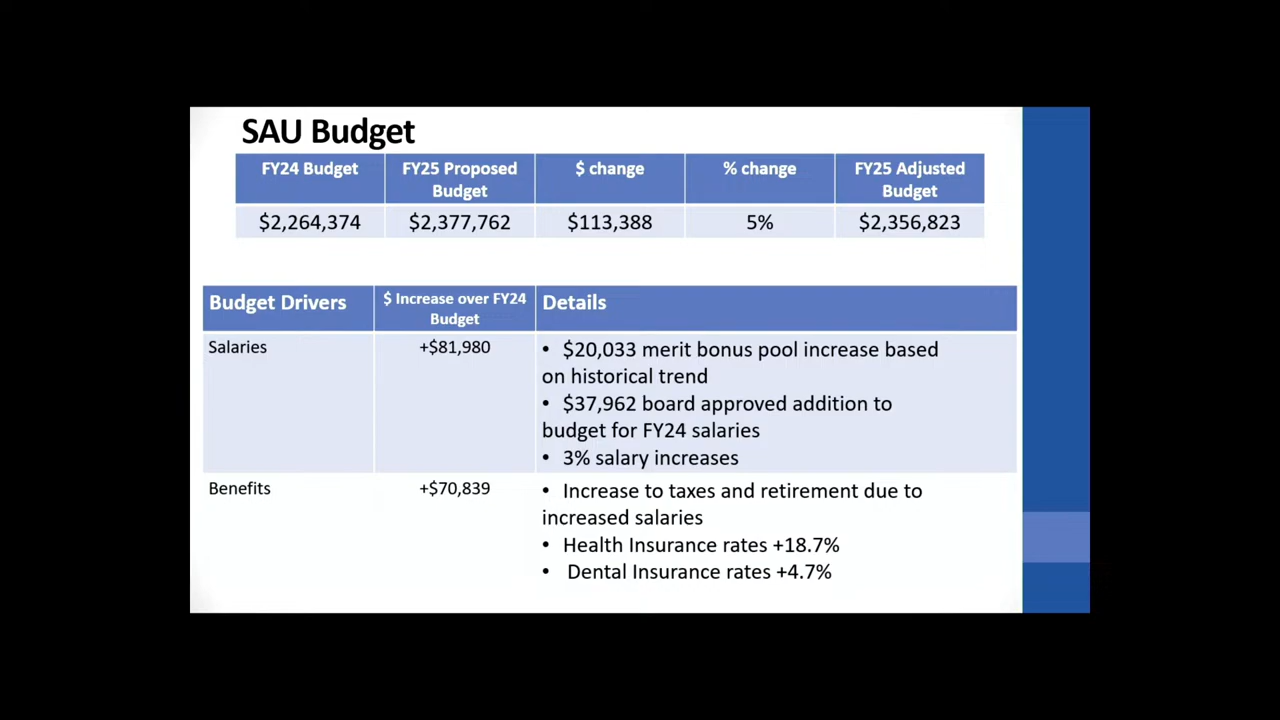 SAU Budget
FY24 Budget
FY25 Proposed
Budget
$ change
% change
FY25 Adjusted
Budget
$2,264,374
$2,377,762
$113,388
5%
$2,356,823
Budget Drivers
$ Increase over FY24
Budget
Details
Salaries
+$81,980
• $20,033 merit bonus pool increase based
on historical trend
• $37,962 board approved addition to
budget for FY24 salaries
• 3% salary increases
Benefits
+$70,839
• Increase to taxes and retirement due to
increased salaries
• Health Insurance rates +18.7%
• Dental Insurance rates +4.7%